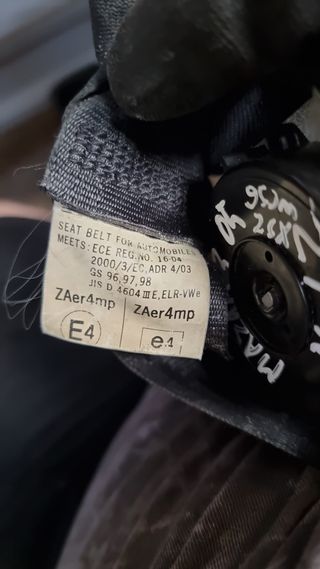 SEAT BELT FOR AUTOMOBILES
MEETS: ECE REG. NO. 16-04
2000/3/EC, ADR 4/03
GS 96,97,98
JIS D 4604 III E, ELR-VWe
ZAer4mp
ZAer4mp
E4
e4
95cm